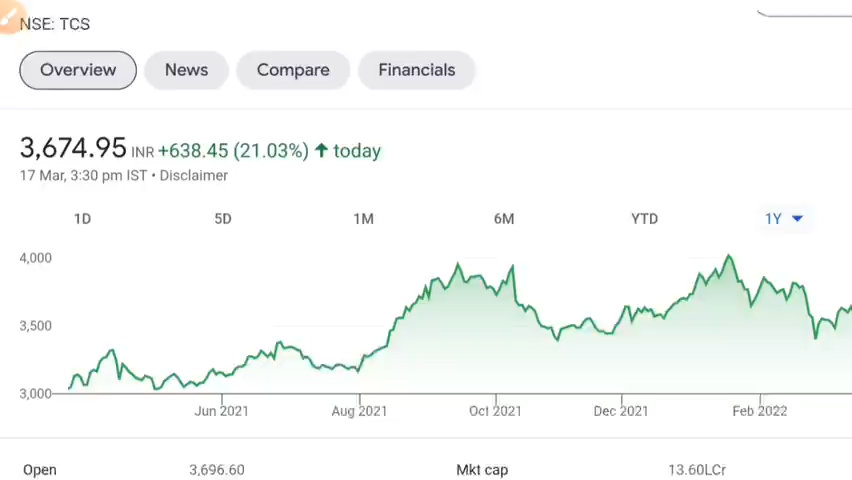 NSE: TCS
Overview News Compare Financials
3,674.95 INR +638.45 (21.03%) ↑ today
17 Mar, 3:30 pm IST • Disclaimer
1D 5D 1M 6M YTD 1Y
4,000
3,500
3,000
Jun 2021 Aug 2021 Oct 2021 Dec 2021 Feb 2022
Open 3,696.60 Mkt cap 13.60LCr